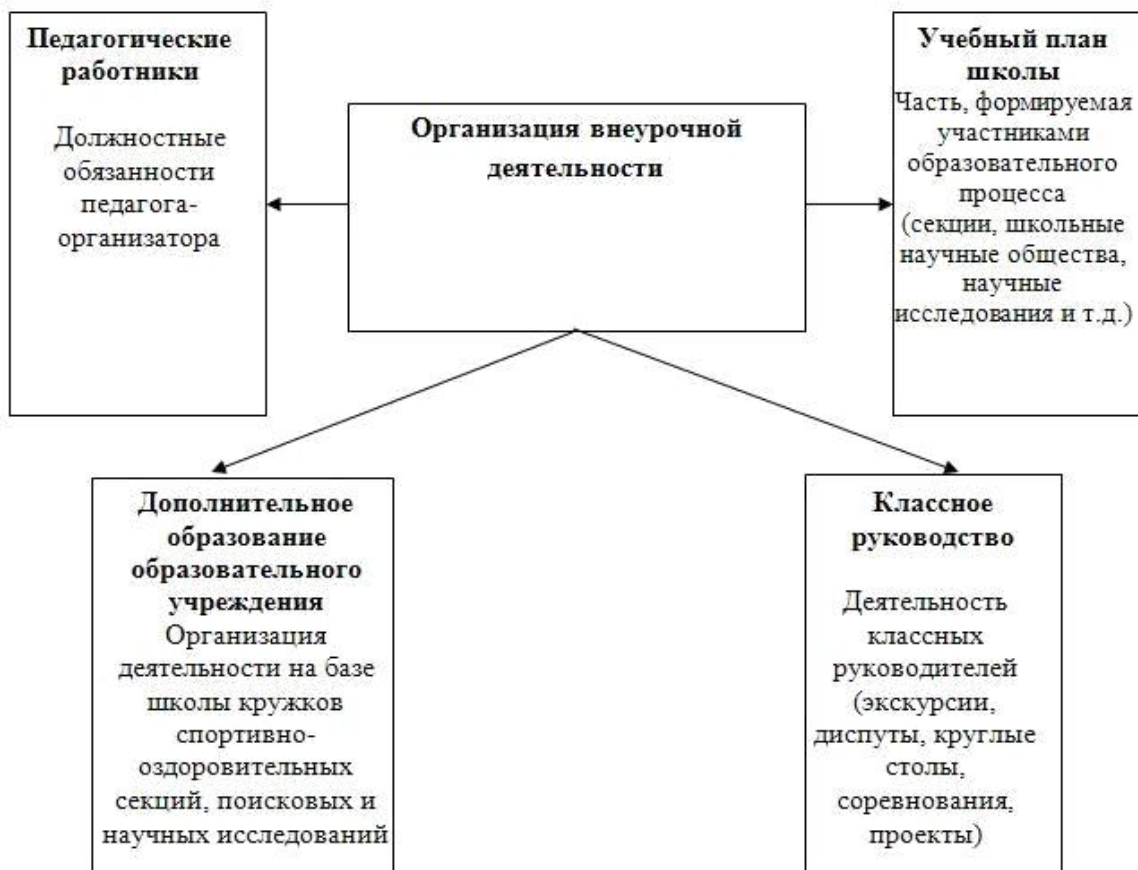 Педагогические
работники
Должностные
обязанности
педагога-
организатора
Организация внеурочной
деятельности
Учебный план
школы
Часть, формируемая
участниками
образовательного
процесса
(секции, школьные
научные общества,
научные
исследования и т.д.)
Дополнительное
образование
образовательного
учреждения
Организация
деятельности на базе
школы кружков
спортивно-
оздоровительных
секций, поисковых и
научных исследований
Классное
руководство
Деятельность
классных
руководителей
(экскурсии,
диспуты, круглые
столы,
соревнования,
проекты)